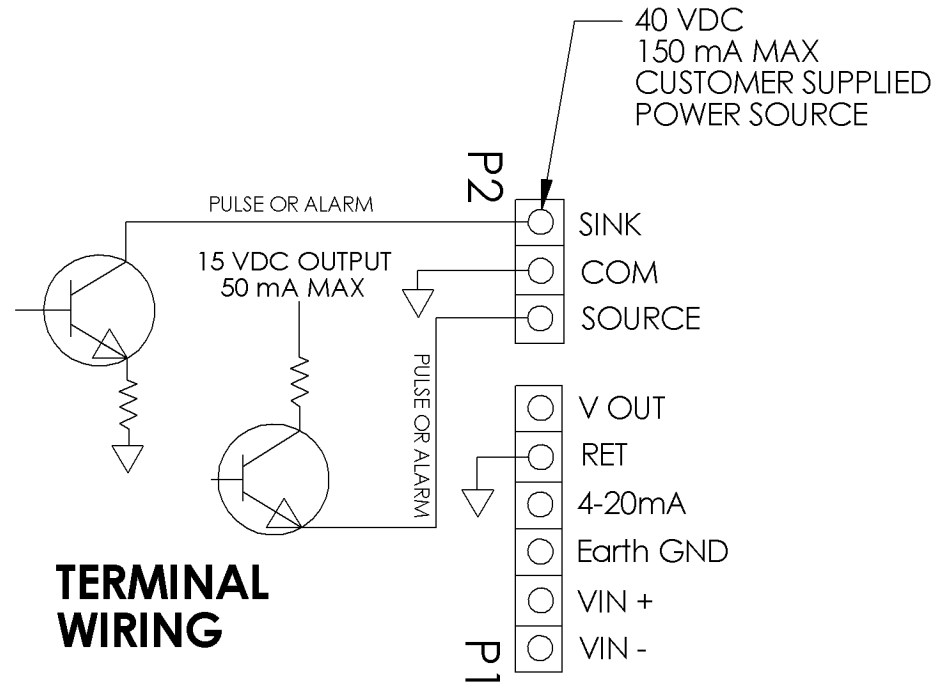 40 VDC
150 mA MAX
CUSTOMER SUPPLIED
POWER SOURCE
P2
PULSE OR ALARM
SINK
15 VDC OUTPUT
50 mA MAX
COM
SOURCE
PULSE OR ALARM
V OUT
RET
4-20mA
Earth GND
TERMINAL
WIRING
VIN +
VIN -
P1